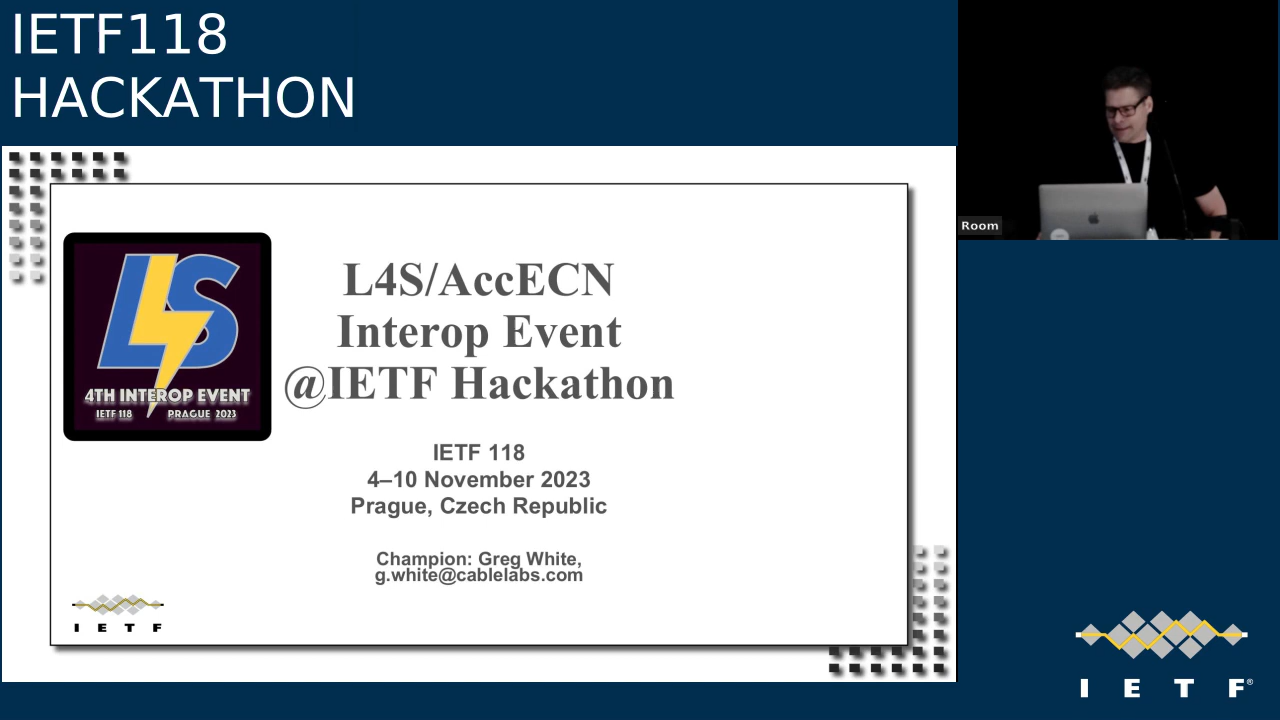 IETF118
HACKATHON
Room
L4S
4TH INTEROP EVENT
IETF 118 PRAGUE 2023
L4S/AccECN
Interop Event
@IETF Hackathon
IETF 118
4–10 November 2023
Prague, Czech Republic
Champion: Greg White,
g.white@cablelabs.com
I E T F
I E T F®